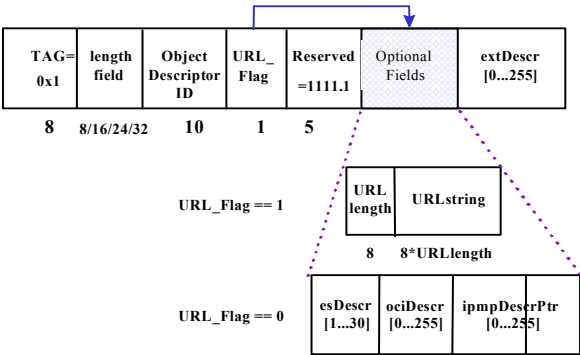 TAG= length Object URL_ Reserved Optional extDescr
0x1 field Descriptor Flag =1111.1 Fields [0...255]
ID
8 8/16/24/32 10 1 5
URL_Flag == 1
URL URLstring
length
8 8*URLlength
URL_Flag == 0
esDescr ociDescr ipmpDescrPtr
[1...30] [0...255] [0...255]